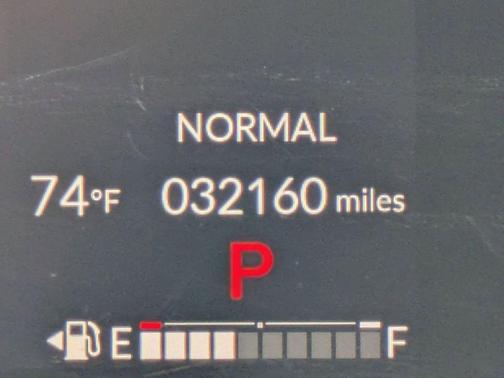 NORMAL
74°F 032160 miles
P
E F